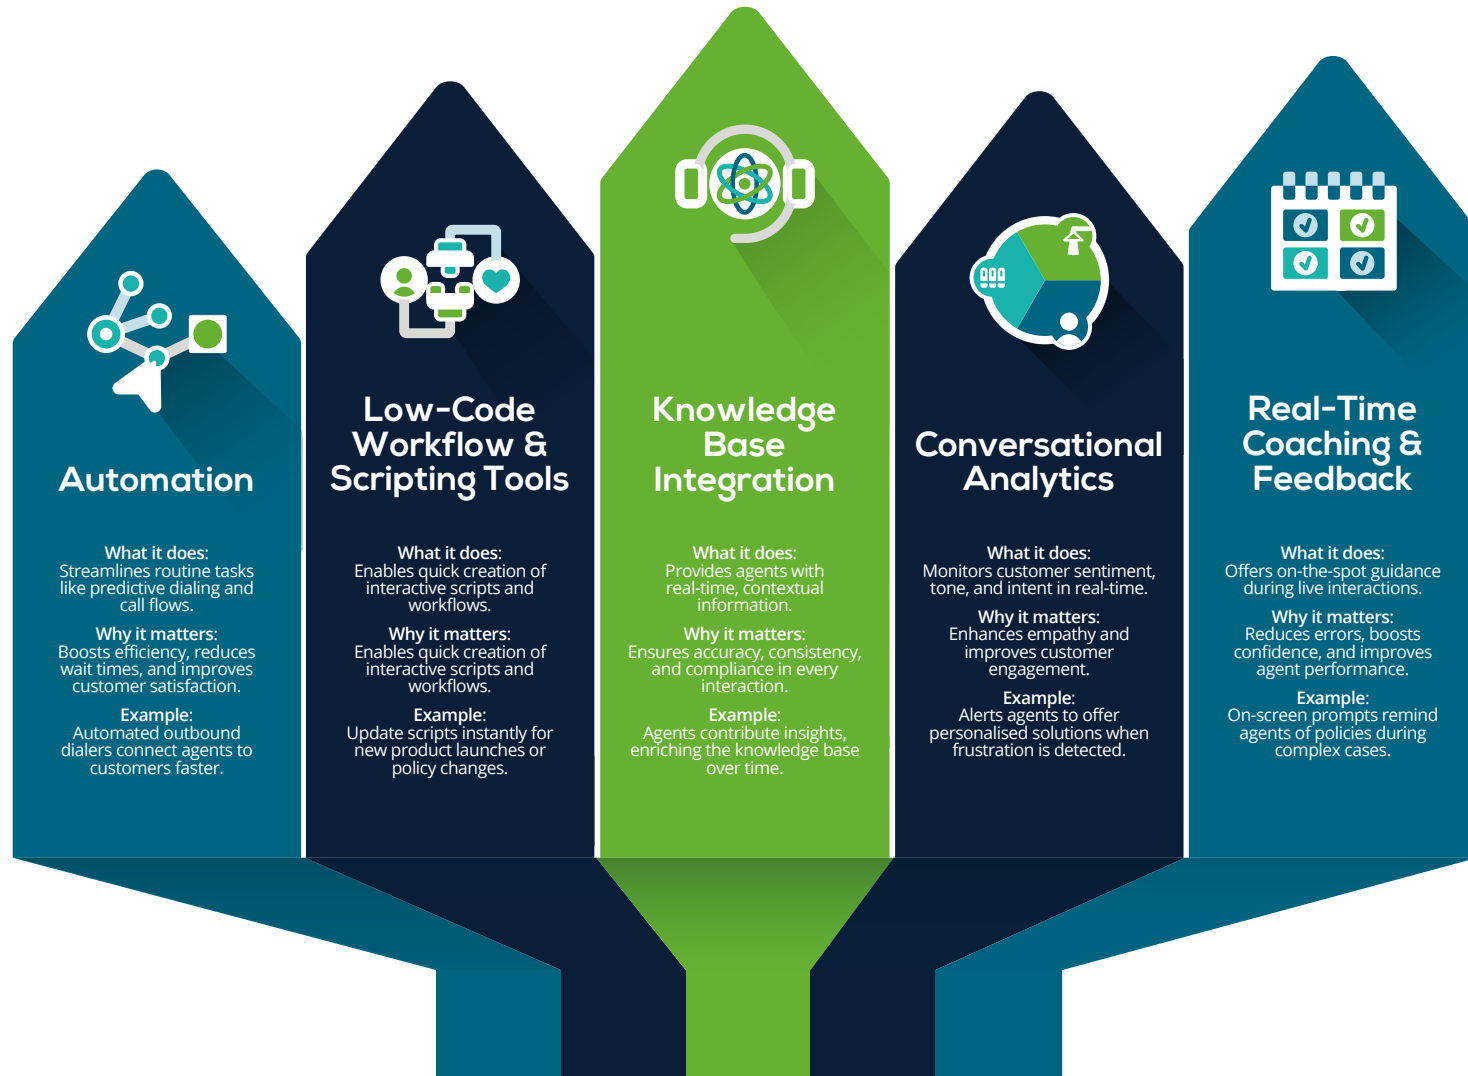 Automation
What it does:
Streamlines routine tasks
like predictive dialing and
call flows.
Why it matters:
Boosts efficiency, reduces
wait times, and improves
customer satisfaction.
Example:
Automated outbound
dialers connect agents to
customers faster.
Low-Code
Workflow &
Scripting Tools
What it does:
Enables quick creation of
interactive scripts and
workflows.
Why it matters:
Enables quick creation of
interactive scripts and
workflows.
Example:
Update scripts instantly for
new product launches or
policy changes.
Knowledge
Base
Integration
What it does:
Provides agents with
real-time, contextual
information.
Why it matters:
Ensures accuracy, consistency,
and compliance in every
interaction.
Example:
Agents contribute insights,
enriching the knowledge base
over time.
Conversational
Analytics
What it does:
Monitors customer sentiment,
tone, and intent in real-time.
Why it matters:
Enhances empathy and
improves customer
engagement.
Example:
Alerts agents to offer
personalised solutions when
frustration is detected.
Real-Time
Coaching &
Feedback
What it does:
Offers on-the-spot guidance
during live interactions.
Why it matters:
Reduces errors, boosts
confidence, and improves
agent performance.
Example:
On-screen prompts remind
agents of policies during
complex cases.